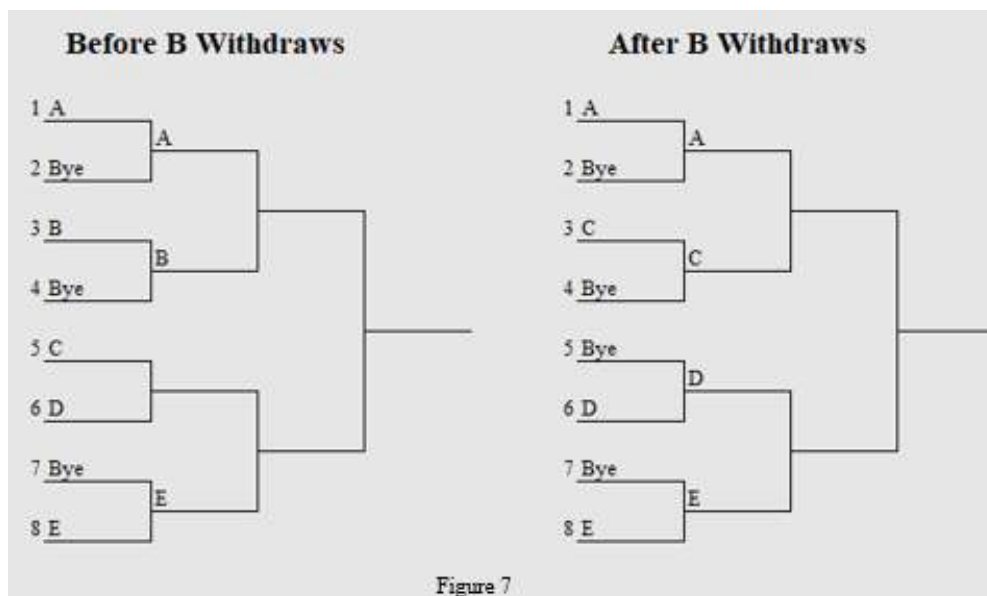 Before B Withdraws
1 A
A
2 Bye
3 B
B
4 Bye
5 C
6 D
7 Bye
E
8 E
After B Withdraws
1 A
A
2 Bye
3 C
C
4 Bye
5 Bye
D
6 D
7 Bye
E
8 E
Figure 7